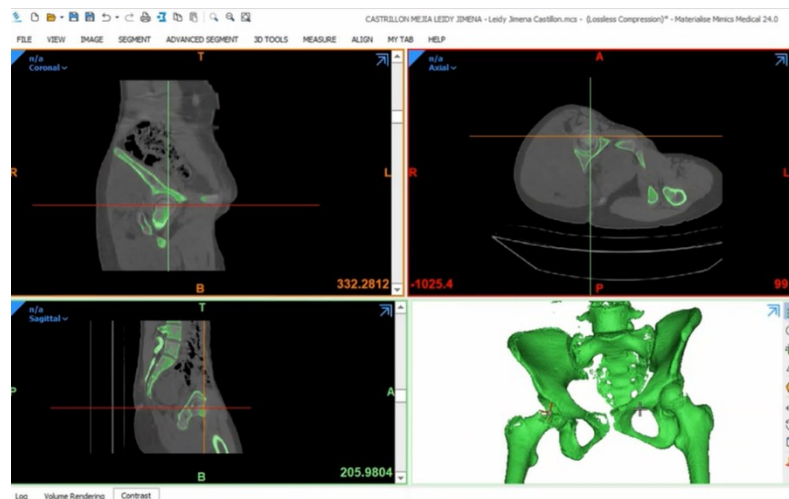 CASTRILLON MEJIA LEIDY JIMENA - Leidy Jimena Castillon.mcs - (Lossless Compression)* - Materialise Mimics Medical 24.0
FILE VIEW IMAGE SEGMENT ADVANCED SEGMENT 3D TOOLS MEASURE ALIGN MY TAB HELP
n/a
Coronal
T
R
L
B
332.2812
n/a
Axial
A
R
L
-1025.4
P
99
n/a
Sagittal
T
P
A
B
205.9804
Log Volume Rendering Contrast